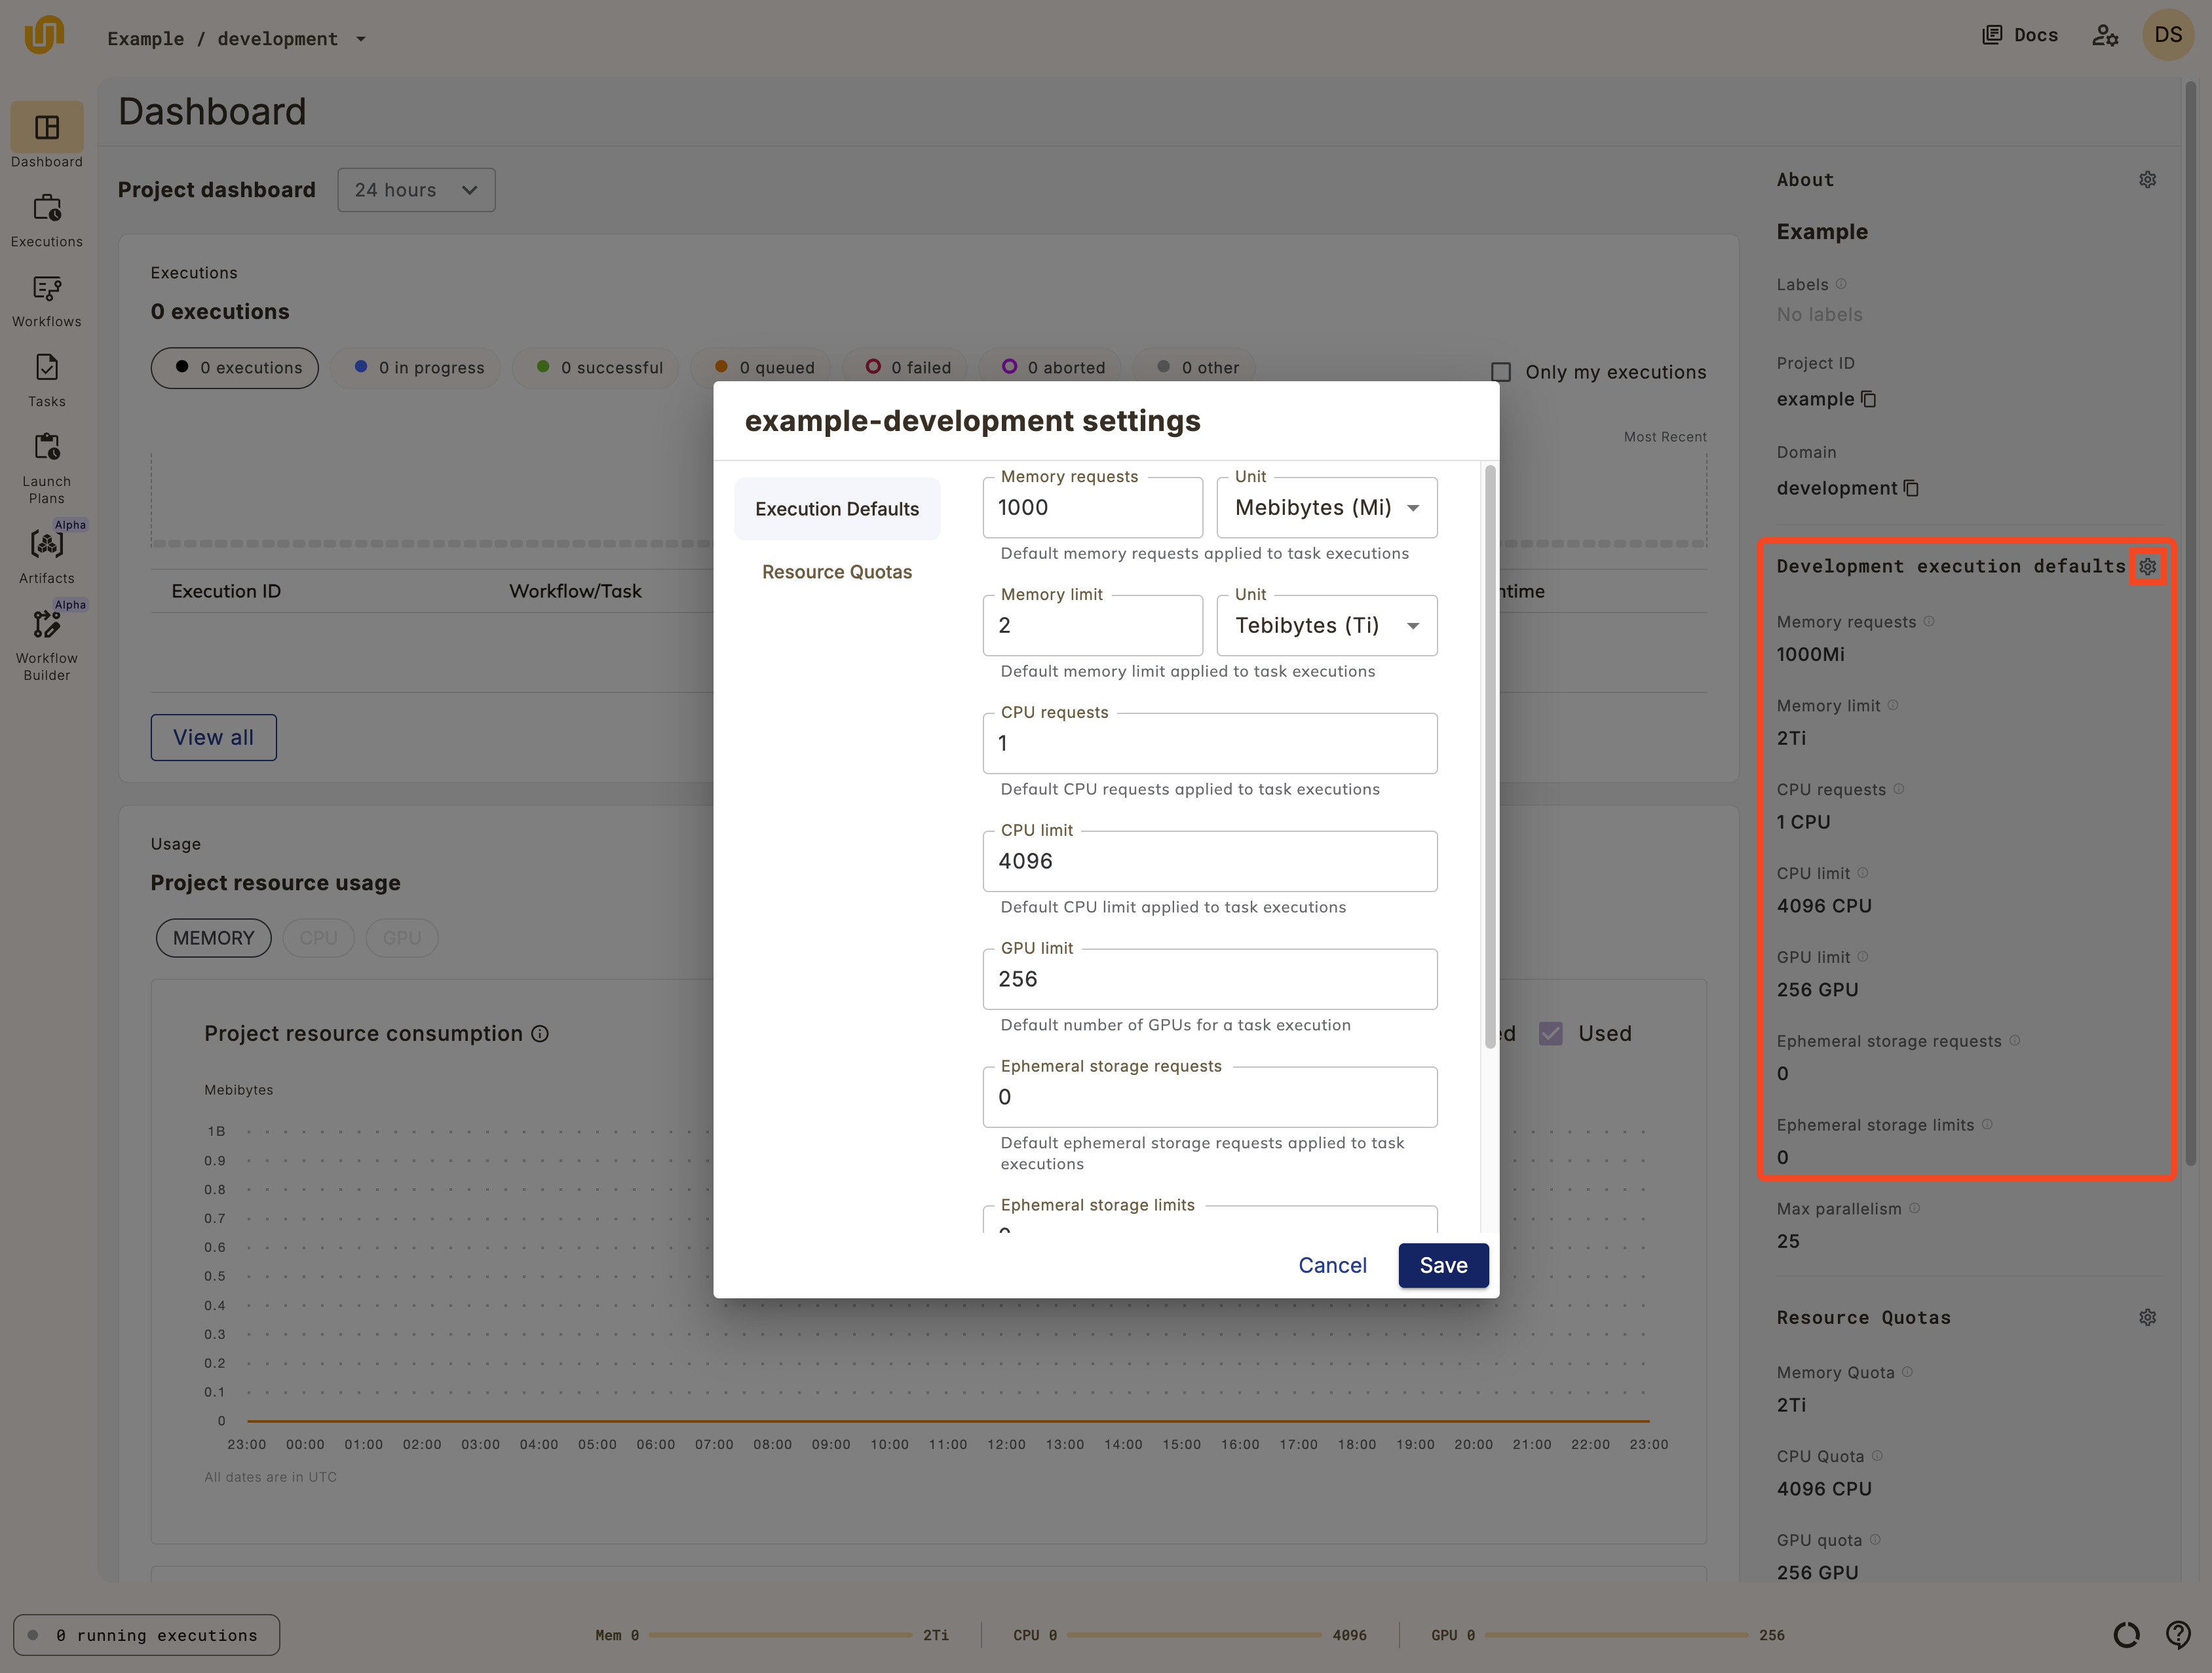 Example / development
Docs
DS
Dashboard
Executions
Workflows
Tasks
Launch
Plans
Alpha
Artifacts
Alpha
Workflow
Builder
Dashboard
Project dashboard
24 hours
Executions
0 executions
0 executions
0 in progress
0 successful
0 queued
0 failed
0 aborted
0 other
Only my executions
Most Recent
Execution ID
Workflow/Task
View all
Usage
Project resource usage
MEMORY
CPU
GPU
Project resource consumption
Used
Mebibytes
1B
0.9
0.8
0.7
0.6
0.5
0.4
0.3
0.2
0.1
0
23:00 00:00 01:00 02:00 03:00 04:00 05:00 06:00 07:00 08:00 09:00 10:00 11:00 12:00 13:00 14:00 15:00 16:00 17:00 18:00 19:00 20:00 21:00 22:00 23:00
All dates are in UTC
example-development settings
Execution Defaults
Resource Quotas
Memory requests
1000
Unit
Mebibytes (Mi)
Default memory requests applied to task executions
Memory limit
2
Unit
Tebibytes (Ti)
Default memory limit applied to task executions
CPU requests
1
Default CPU requests applied to task executions
CPU limit
4096
Default CPU limit applied to task executions
GPU limit
256
Default number of GPUs for a task execution
Ephemeral storage requests
0
Default ephemeral storage requests applied to task
executions
Ephemeral storage limits
Cancel
Save
About
Example
Labels
No labels
Project ID
example
Domain
development
Development execution defaults
Memory requests
1000Mi
Memory limit
2Ti
CPU requests
1 CPU
CPU limit
4096 CPU
GPU limit
256 GPU
Ephemeral storage requests
0
Ephemeral storage limits
0
Max parallelism
25
Resource Quotas
Memory Quota
2Ti
CPU Quota
4096 CPU
GPU quota
256 GPU
0 running executions
Mem 0
2Ti
CPU 0
4096
GPU 0
256